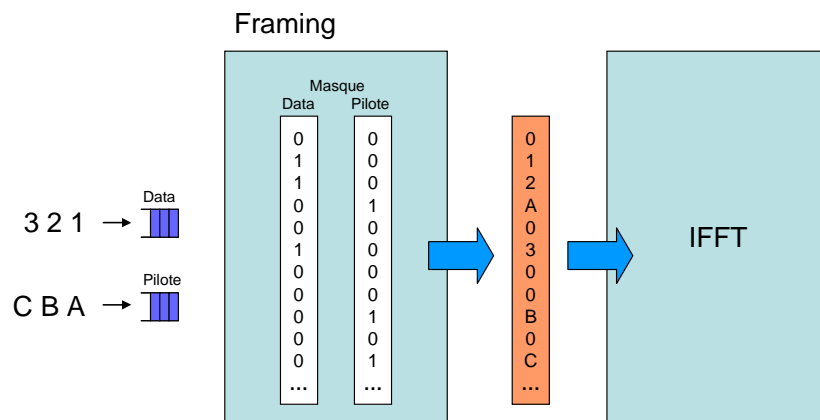 Framing
Masque
Data Pilote
0 0 0
1 0 1
1 0 2
0 1 A
0 0 0
1 0 3
0 0 0
0 0 0
0 1 B
0 0 0
0 1 C
... ... ...
Data
3 2 1
Pilote
C B A
IFFT